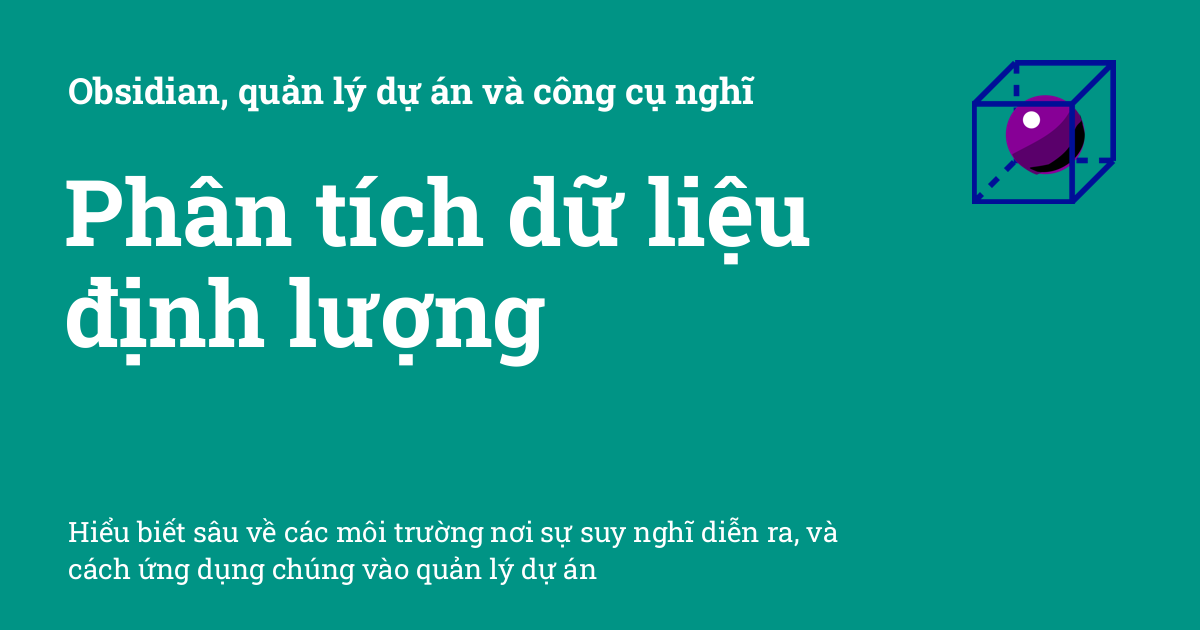 Obsidian, quản lý dự án và công cụ nghĩ
Phân tích dữ liệu
định lượng
Hiểu biết sâu về các môi trường nơi sự suy nghĩ diễn ra, và
cách ứng dụng chúng vào quản lý dự án